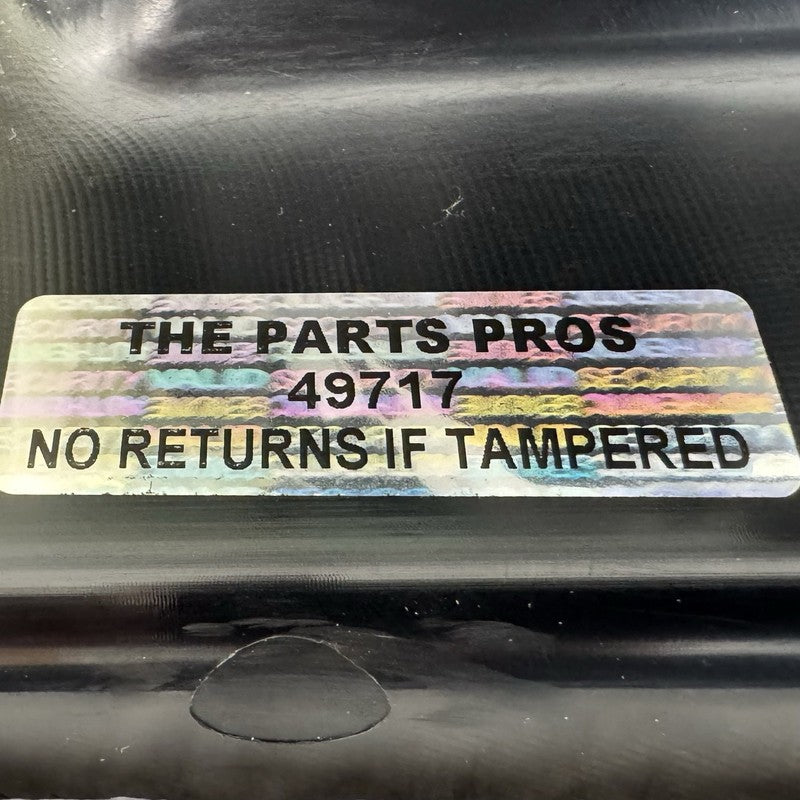 THE PARTS PROS
49717
NO RETURNS IF TAMPERED